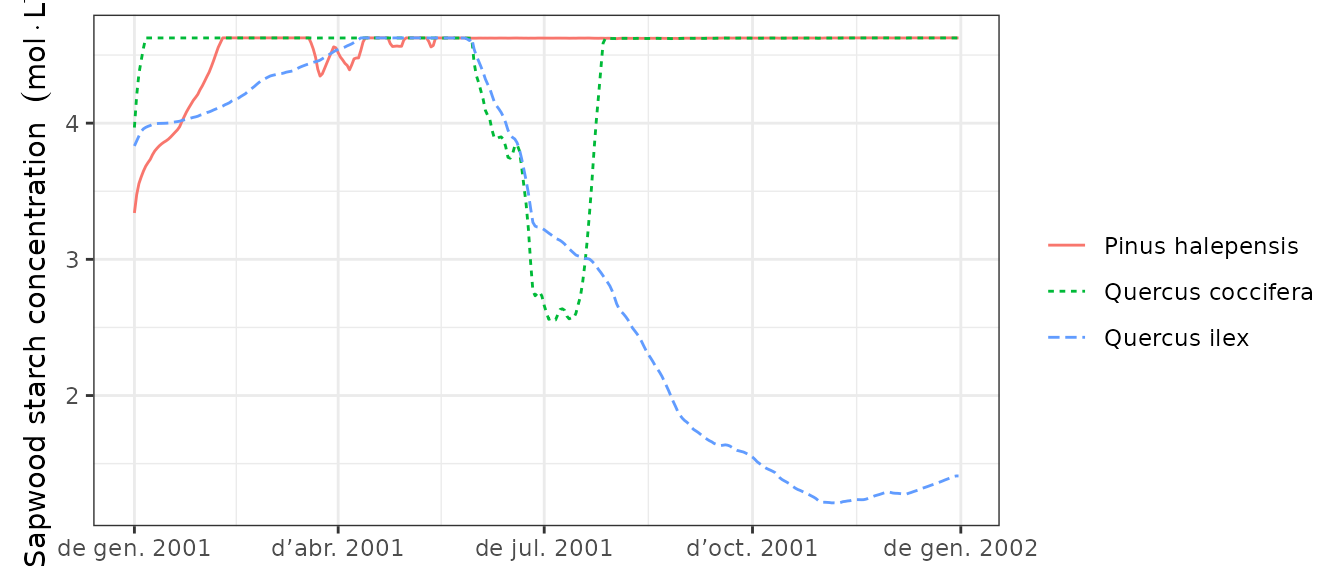 Sapwood starch concentration (mol·L
4
3
2
de gen. 2001
d’abr. 2001
de jul. 2001
d’oct. 2001
de gen. 2002
Pinus halepensis
Quercus coccifera
Quercus ilex